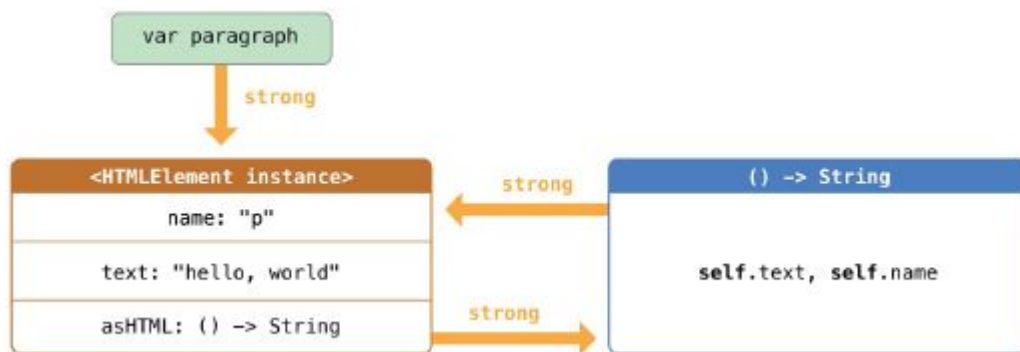 var paragraph
strong
<HTMLElement instance>
name: "p"
text: "hello, world"
asHTML: () -> String
strong
strong
() -> String
self.text, self.name